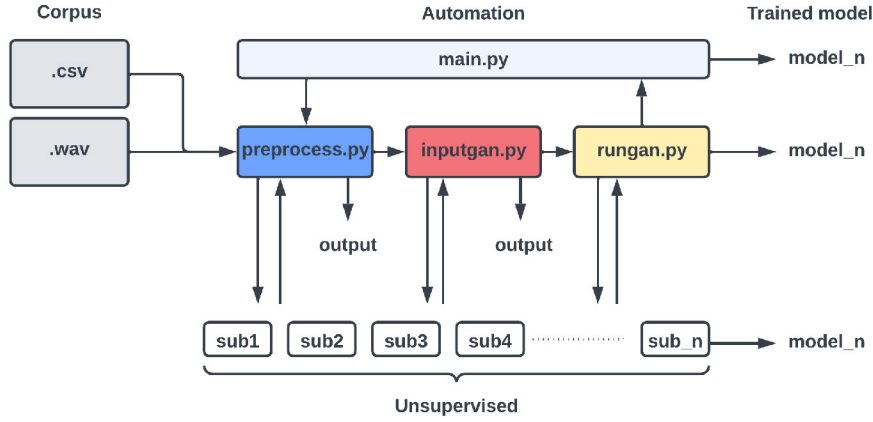 Corpus
Automation
Trained model
.csv
main.py
model_n
.wav
preprocess.py
inputgan.py
rungan.py
model_n
output
output
sub1
sub2
sub3
sub4
sub_n
model_n
Unsupervised